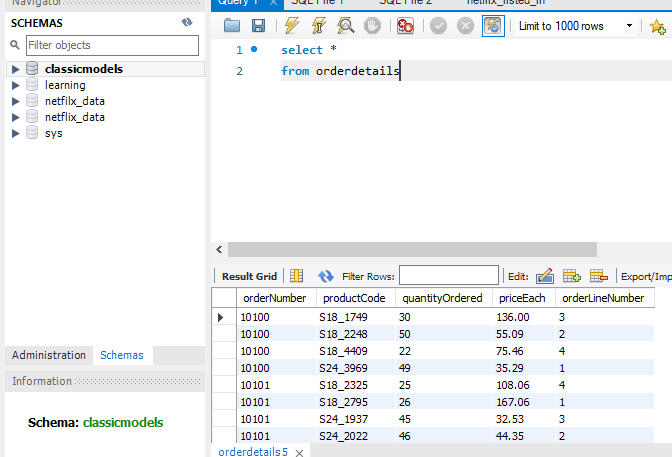 Navigator
SCHEMAS
Filter objects
classicmodels
learning
netfilx_data
netflix_data
sys
Administration Schemas
Information
Schema: classicmodels
Query 1 SQL File 1 SQL File 2 netflix_listed_in
Limit to 1000 rows
1 select *
2 from orderdetails
Result Grid Filter Rows: Edit: Export/Imp
orderNumber productCode quantityOrdered priceEach orderLineNumber
10100 S18_1749 30 136.00 3
10100 S18_2248 50 55.09 2
10100 S18_4409 22 75.46 4
10100 S24_3969 49 35.29 1
10101 S18_2325 25 108.06 4
10101 S18_2795 26 167.06 1
10101 S24_1937 45 32.53 3
10101 S24_2022 46 44.35 2
orderdetails 5